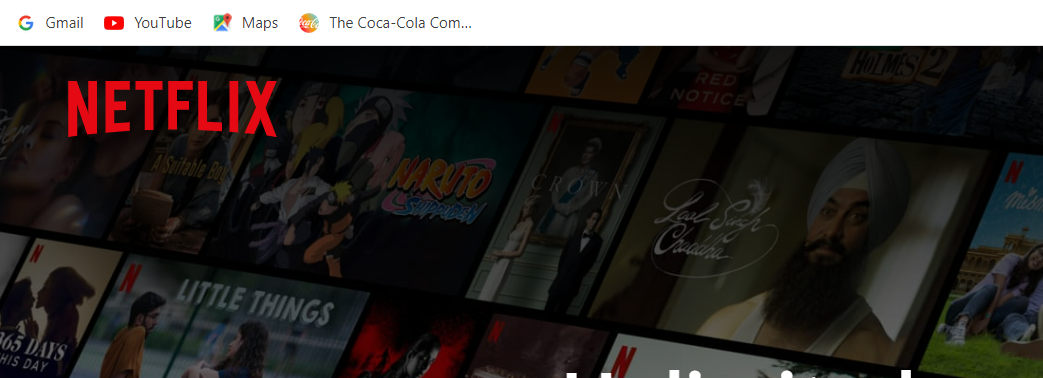 Gmail YouTube Maps The Coca-Cola Com...
NETFLIX
RED
NOTICE
HOLMES 2
A Suitable Boy
NARUTO
SHIPPUDEN
CROWN
Laal Singh
Chaddha
LITTLE THINGS
365 DAYS
THIS DAY